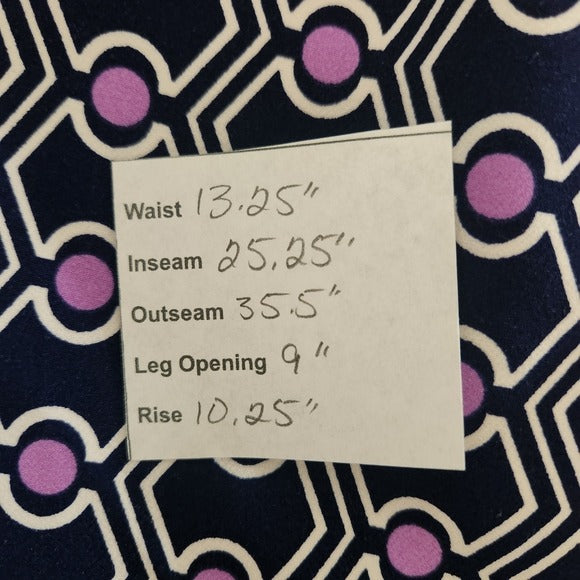 Waist 13.25"
Inseam 25.25"
Outseam 35.5"
Leg Opening 9"
Rise 10.25"